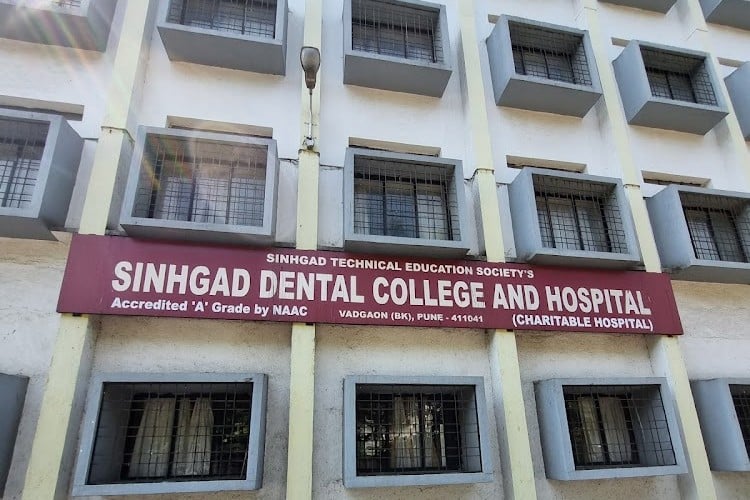 SINHGAD TECHNICAL EDUCATION SOCIETY'S
SINHGAD DENTAL COLLEGE AND HOSPITAL
Accredited 'A' Grade by NAAC VADGAON (BK), PUNE - 411041 (CHARITABLE HOSPITAL)